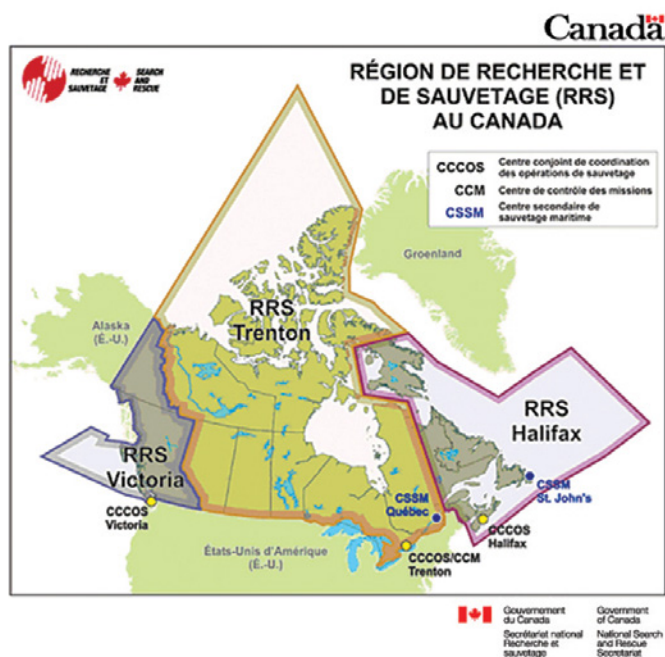 Canada
RECHERCHE
ET
SAUVETAGE
SEARCH
AND
RESCUE
RÉGION DE RECHERCHE ET
DE SAUVETAGE (RRS)
AU CANADA
CCCOS Centre conjoint de coordination
des opérations de sauvetage
CCM Centre de contrôle des missions
CSSM Centre secondaire de
sauvetage maritime
Groenland
Alaska
(É.-U.)
RRS
Trenton
RRS
Victoria
RRS
Halifax
CCCOS
Victoria
CSSM
Québec
CSSM
St. John's
CCCOS
Halifax
États-Unis d'Amérique
(É.-U.)
CCCOS/CCM
Trenton
Gouvernement
du Canada
Secrétariat national
Recherche et
sauvetage
Government
of Canada
National Search
and Rescue
Secretariat